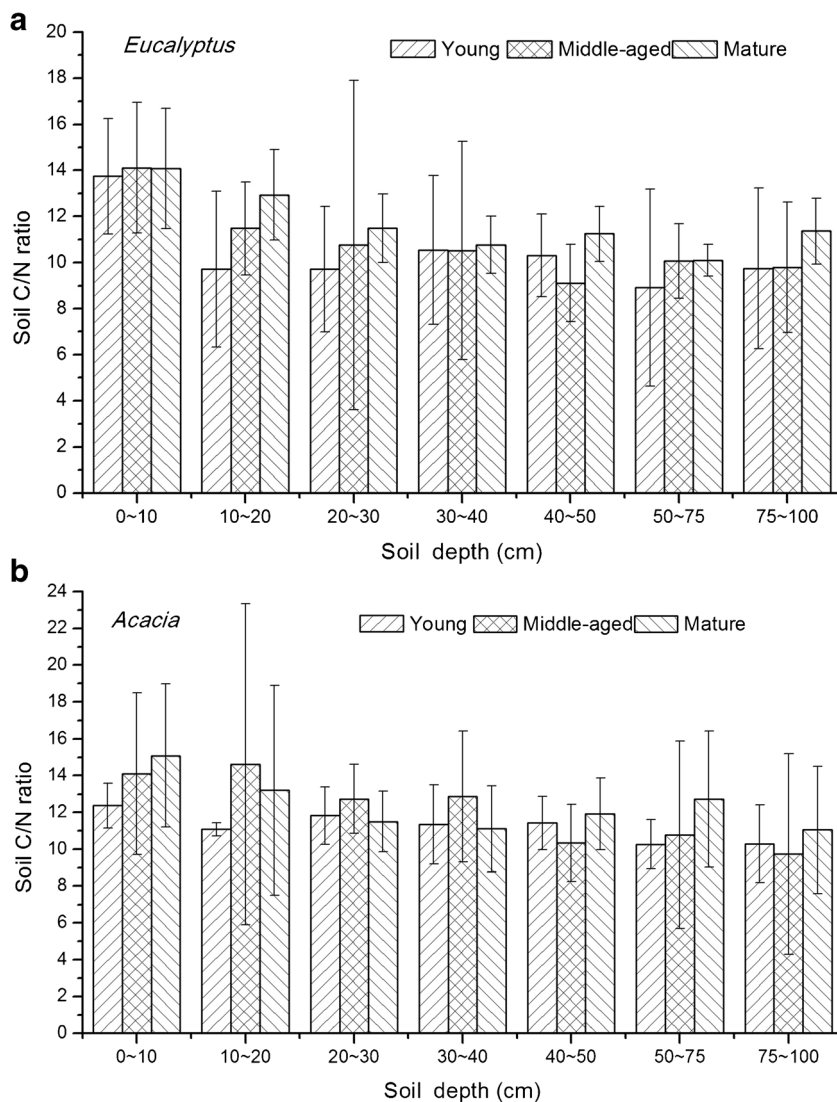 a
Eucalyptus
Young Middle-aged Mature
20
18
16
14
12
10
8
6
4
2
0
Soil C/N ratio
0~10 10~20 20~30 30~40 40~50 50~75 75~100
Soil depth (cm)
b
Acacia
Young Middle-aged Mature
24
22
20
18
16
14
12
10
8
6
4
2
0
Soil C/N ratio
0~10 10~20 20~30 30~40 40~50 50~75 75~100
Soil depth (cm)